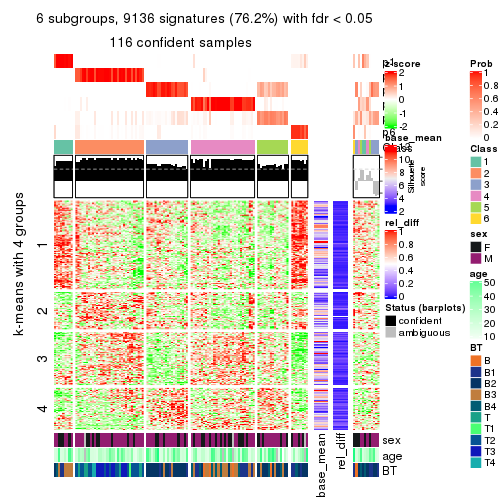 6 subgroups, 9136 signatures (76.2%) with fdr < 0.05
116 confident samples
k-means with 4 groups
1
2
3
4
p1
z-score
2
1
0
-1
-2
base_mean
12
10
8
6
4
2
rel_diff
1
0.8
0.6
0.4
0.2
0
Status (barplots)
confident
ambiguous
Silhouette
score
Prob
1
0.8
0.6
0.4
0.2
0
Class
1
2
3
4
5
6
sex
F
M
age
50
40
30
20
10
BT
B
B1
B2
B3
B4
T
T1
T2
T3
T4
sex
age
BT
base_mean
rel_diff